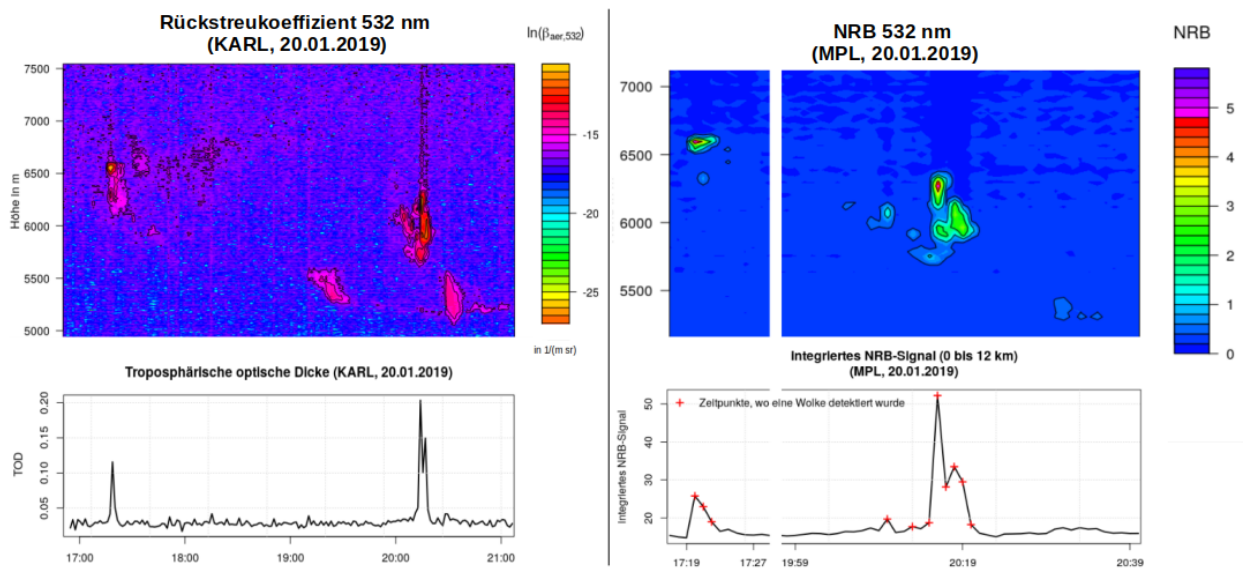 Rückstreukoeffizient 532 nm
(KARL, 20.01.2019)
ln(βaer,532)
7500
7000
6500
6000
5500
5000
Höhe in m
-15
-20
-25
in 1/(m sr)
Troposphärische optische Dicke (KARL, 20.01.2019)
TOD
0.20
0.15
0.10
0.05
17:00 18:00 19:00 20:00 21:00
NRB 532 nm
(MPL, 20.01.2019)
NRB
7000
6500
6000
5500
5
4
3
2
1
0
Integriertes NRB-Signal (0 bis 12 km)
(MPL, 20.01.2019)
Zeitpunkte, wo eine Wolke detektiert wurde
Integriertes NRB-Signal
50
40
30
20
17:19 17:27 19:59 20:19 20:39